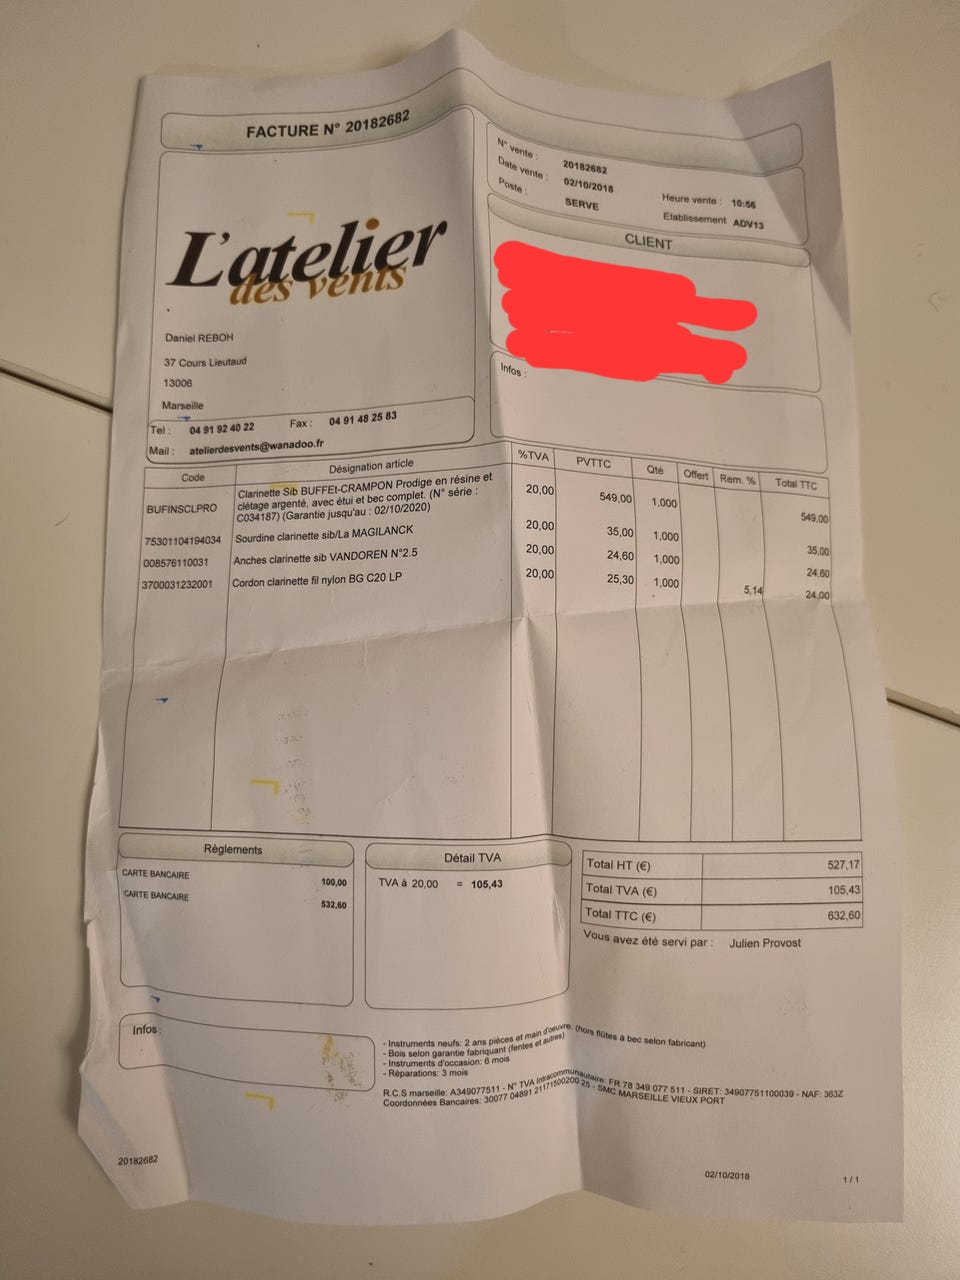 FACTURE N° 20182682
N° vente : 20182682
Date vente : 02/10/2018 Heure vente : 10:56
Poste : SERVE Etablissement ADV13
L'atelier
des vents
CLIENT
Daniel REBOH
37 Cours Lieutaud
13006
Marseille
Infos :
Tel : 04 91 92 40 22 Fax : 04 91 48 25 83
Mail : atelierdesvents@wanadoo.fr
Code Désignation article %TVA PVTTC Qté Offert Rem. % Total TTC
BUFINSCLPRO Clarinette Sib BUFFEt-CRAMPON Prodige en résine et 20,00 549,00 1,000 549,00
clétage argenté, avec étui et bec complet. (N° série :
C034187) (Garantie jusqu'au : 02/10/2020)
75301104194034 Sourdine clarinette sib/La MAGILANCK 20,00 35,00 1,000 35,00
008576110031 Anches clarinette sib VANDOREN N°2.5 20,00 24,60 1,000 24,60
3700031232001 Cordon clarinette fil nylon BG C20 LP 20,00 25,30 1,000 5,14 24,00
Règlements
CARTE BANCAIRE 100,00
CARTE BANCAIRE 532,60
Détail TVA
TVA à 20,00 = 105,43
Total HT (€) 527,17
Total TVA (€) 105,43
Total TTC (€) 632,60
Vous avez été servi par : Julien Provost
Infos :
- Instruments neufs: 2 ans pièces et main d'oeuvre. (hors flûtes à bec selon fabricant)
- Bois selon garantie fabriquant (fentes et autres)
- Instruments d'occasion: 6 mois
- Réparations: 3 mois
R.C.S marseille: A349077511 - N° TVA Intracommunautaire: FR 78 349 077 511 - SIRET: 34907751100039 - NAF: 363Z
Coordonnées Bancaires: 30077 04891 21171500200 25 - SMC MARSEILLE VIEUX PORT
20182682 02/10/2018 1 / 1